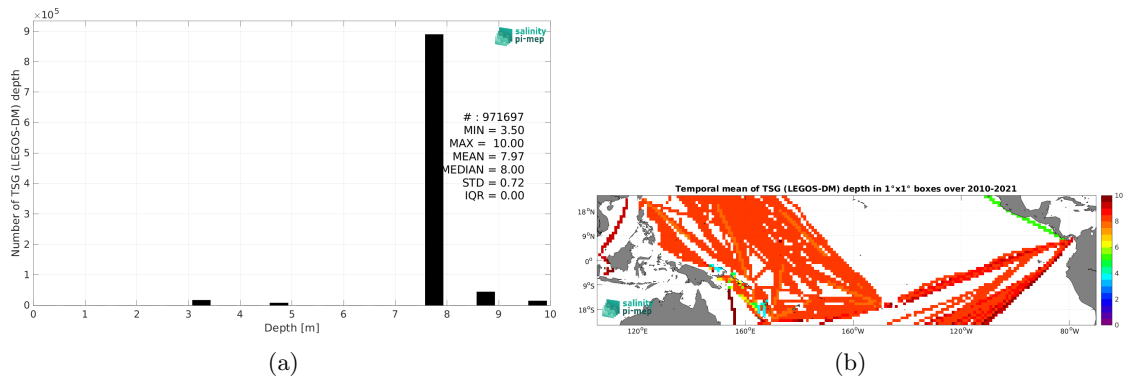 ×10⁵
9
8
7
6
5
4
3
2
1
0
Number of TSG (LEGOS-DM) depth
salinity
pi-mep
# : 971697
MIN = 3.50
MAX = 10.00
MEAN = 7.97
MEDIAN = 8.00
STD = 0.72
IQR = 0.00
0 1 2 3 4 5 6 7 8 9 10
Depth [m]
(a)
Temporal mean of TSG (LEGOS-DM) depth in 1°x1° boxes over 2010-2021
18°N
9°N
0°
9°S
18°S
salinity
pi-mep
120°E 160°E 160°W 120°W 80°W
10
8
6
4
2
0
(b)